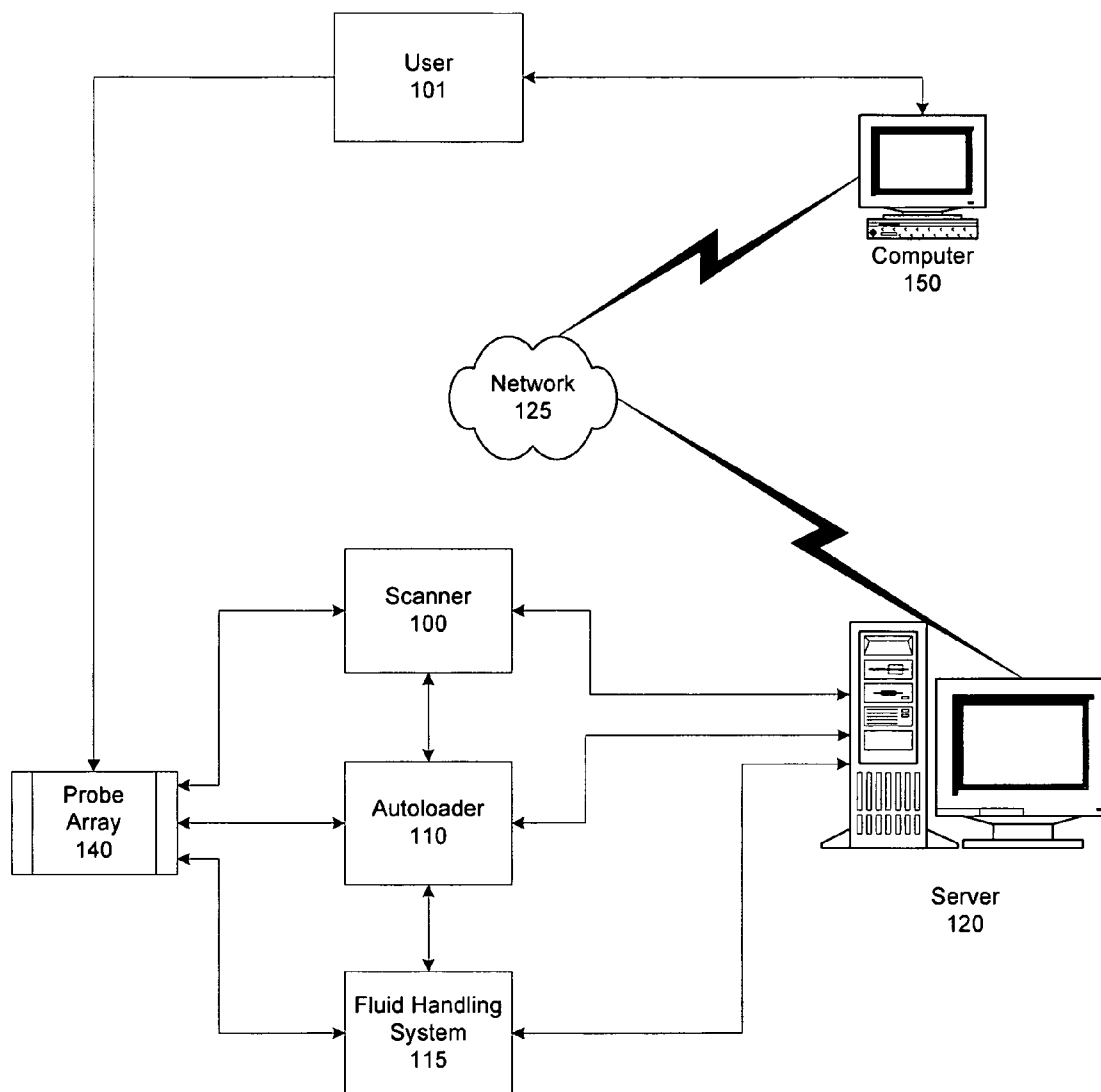 User
101
Computer
150
Network
125
Scanner
100
Probe
Array
140
Autoloader
110
Server
120
Fluid Handling
System
115